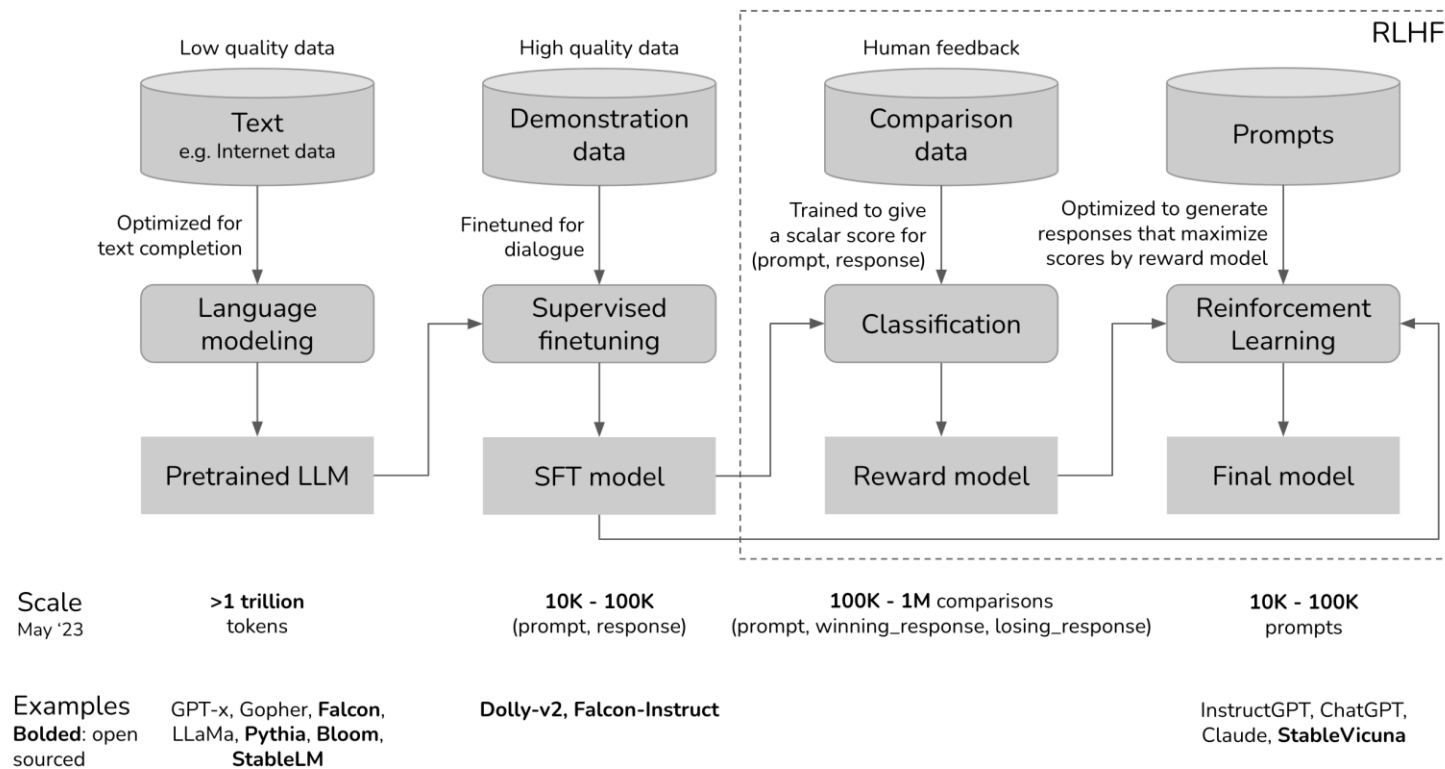 RLHF
Low quality data
High quality data
Human feedback
Text
e.g. Internet data
Demonstration
data
Comparison
data
Prompts
Optimized for
text completion
Finetuned for
dialogue
Trained to give
a scalar score for
(prompt, response)
Optimized to generate
responses that maximize
scores by reward model
Language
modeling
Supervised
finetuning
Classification
Reinforcement
Learning
Pretrained LLM
SFT model
Reward model
Final model
Scale
May ‘23
>1 trillion
tokens
10K - 100K
(prompt, response)
100K - 1M comparisons
(prompt, winning_response, losing_response)
10K - 100K
prompts
Examples
Bolded: open
sourced
GPT-x, Gopher, Falcon,
LLaMa, Pythia, Bloom,
StableLM
Dolly-v2, Falcon-Instruct
InstructGPT, ChatGPT,
Claude, StableVicuna